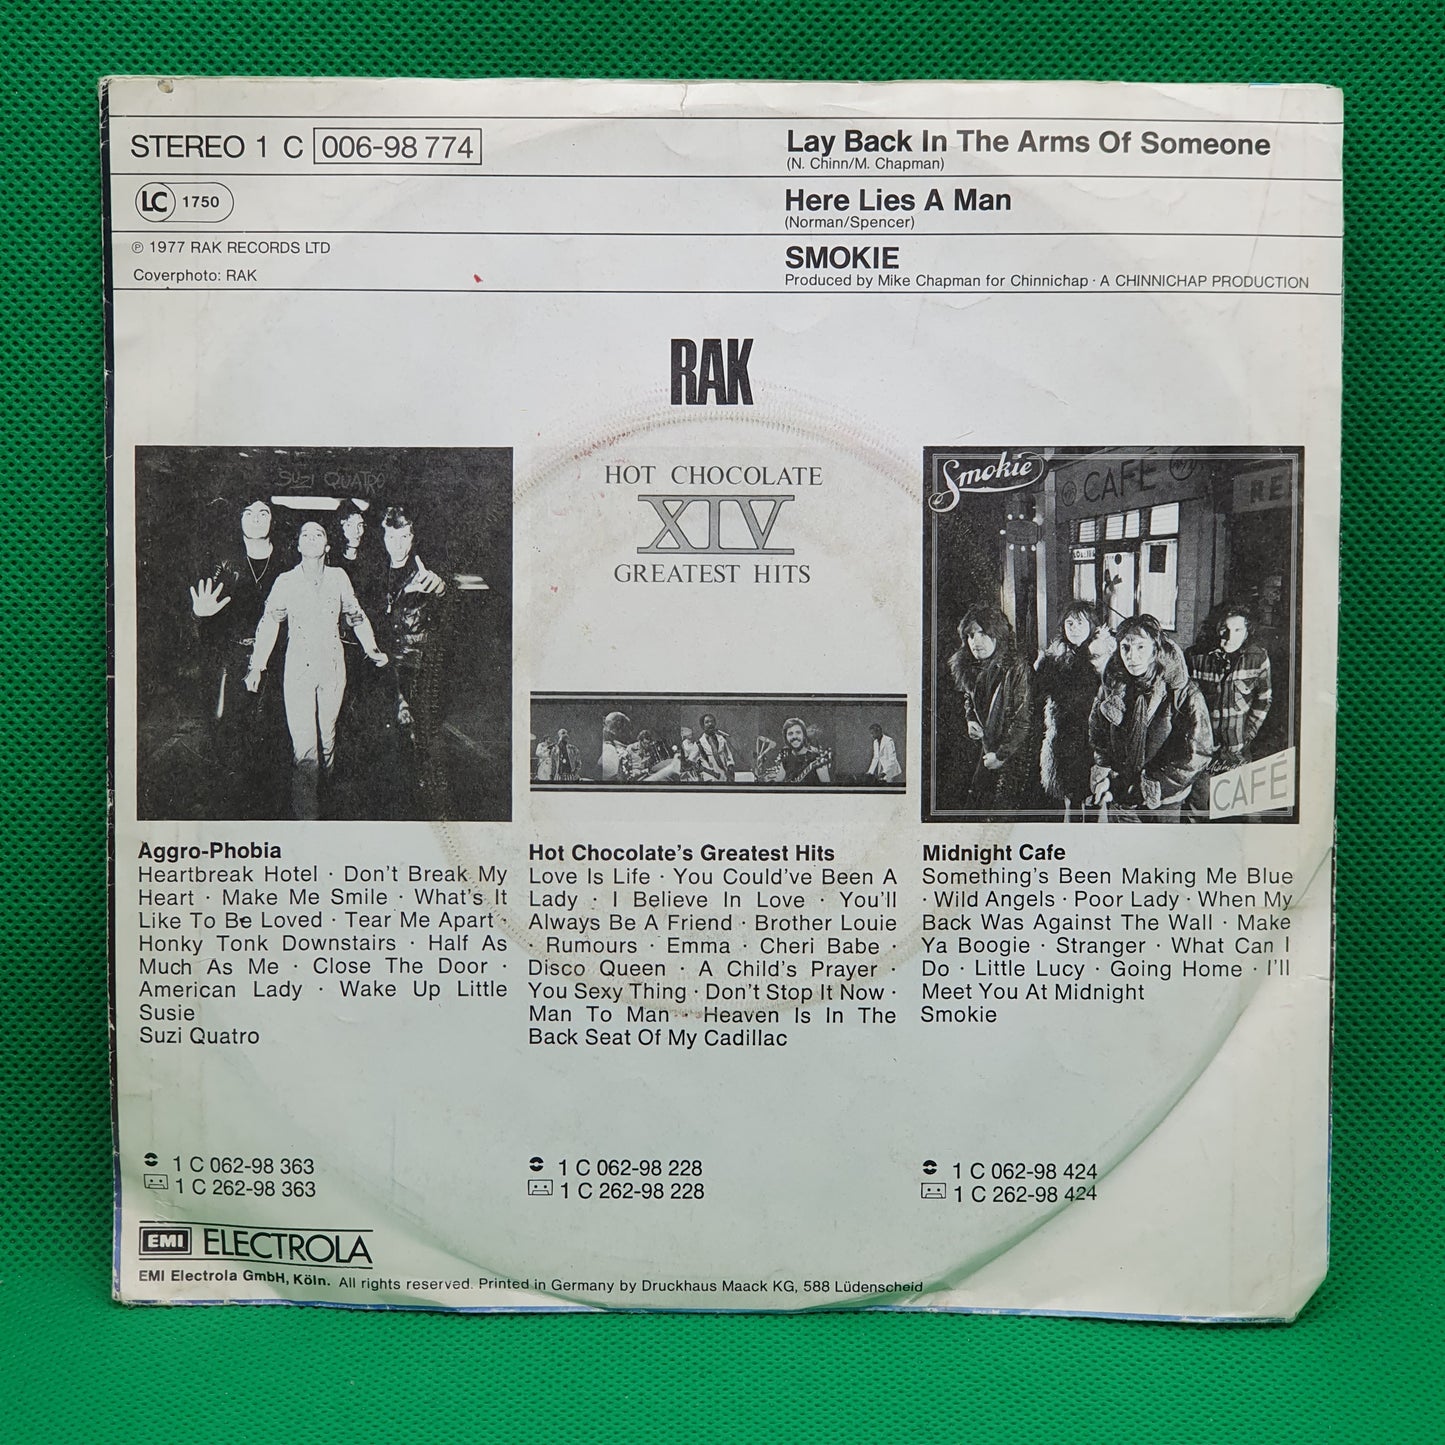 STEREO 1 C 006-98 774
LC 1750
℗ 1977 RAK RECORDS LTD
Coverphoto: RAK
Lay Back In The Arms Of Someone
(N. Chinn/M. Chapman)
Here Lies A Man
(Norman/Spencer)
SMOKIE
Produced by Mike Chapman for Chinnichap · A CHINNICHAP PRODUCTION
RAK
SUZI QUATRO
HOT CHOCOLATE
XIV
GREATEST HITS
Smokie
CAFÉ
RE
Midnight
CAFÉ
Aggro-Phobia
Heartbreak Hotel · Don't Break My
Heart · Make Me Smile · What's It
Like To Be Loved · Tear Me Apart ·
Honky Tonk Downstairs · Half As
Much As Me · Close The Door ·
American Lady · Wake Up Little
Susie
Suzi Quatro
Hot Chocolate's Greatest Hits
Love Is Life · You Could've Been A
Lady · I Believe In Love · You'll
Always Be A Friend · Brother Louie
· Rumours · Emma · Cheri Babe ·
Disco Queen · A Child's Prayer ·
You Sexy Thing · Don't Stop It Now ·
Man To Man · Heaven Is In The
Back Seat Of My Cadillac
Midnight Cafe
Something's Been Making Me Blue
· Wild Angels · Poor Lady · When My
Back Was Against The Wall · Make
Ya Boogie · Stranger · What Can I
Do · Little Lucy · Going Home · I'll
Meet You At Midnight
Smokie
1 C 062-98 363
1 C 262-98 363
1 C 062-98 228
1 C 262-98 228
1 C 062-98 424
1 C 262-98 424
EMI ELECTROLA
EMI Electrola GmbH, Köln. All rights reserved. Printed in Germany by Druckhaus Maack KG, 588 Lüdenscheid